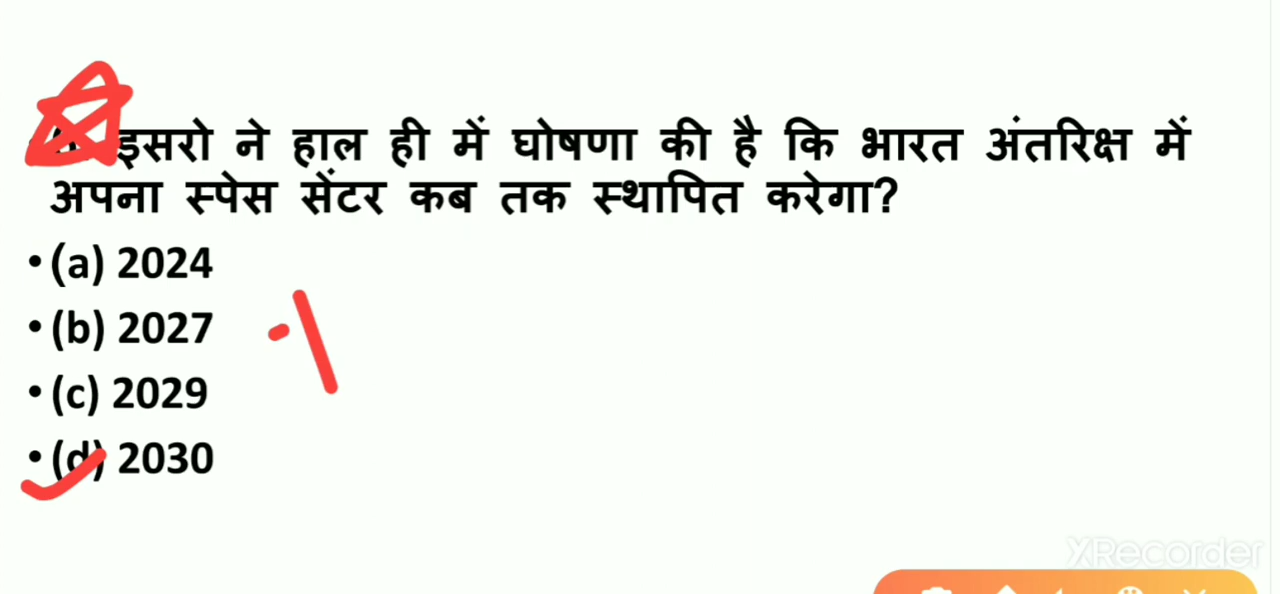 इसरो ने हाल ही में घोषणा की है कि भारत अंतरिक्ष में
अपना स्पेस सेंटर कब तक स्थापित करेगा?
• (a) 2024
• (b) 2027
• (c) 2029
• (d) 2030
XRecorder